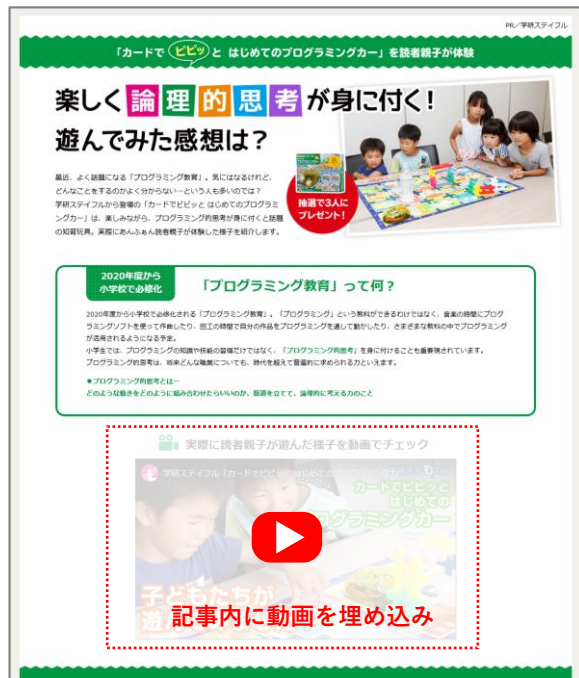 PR／学研ステイフル
「カードで ピピッ と はじめてのプログラミングカー」を読者親子が体験
楽しく論理的思考が身に付く！
遊んでみた感想は？
最近、よく話題になる「プログラミング教育」。気にはなるけれど、
どんなことをするのかよく分からない―という人も多いのでは？
学研ステイフルから登場の「カードでピピッと はじめてのプログラミ
ングカー」は、楽しみながら、プログラミング的思考が身に付くと話題
の知育玩具。実際にあんふぁん読者親子が体験した様子を紹介します。
抽選で3人に
プレゼント！
2020年度から
小学校で必修化
「プログラミング教育」って何？
2020年度から小学校で必修化される「プログラミング教育」。「プログラミング」という教科ができるわけではなく、音楽の時間にプログ
ラミングソフトを使って作曲したり、図工の時間で自分の作品をプログラミングを通して動かしたり、さまざまな教科の中でプログラミング
が活用されるようになる予定。
小学生では、プログラミングの知識や技能の習得だけではなく、「プログラミング的思考」を身に付けることも重要視されています。
プログラミング的思考は、将来どんな職業についても、時代を超えて普遍的に求められる力といえます。
●プログラミング的思考とは―
どのような動きをどのように組み合わせたらいいのか、筋道を立てて、論理的に考える力のこと
実際に読者親子が遊んだ様子を動画でチェック
学研ステイフル「カードでピピッと はじめてのプログラミングカー
カードでピピッと
はじめての
プログラミングカー
子どもたちが
記事内に動画を埋め込み